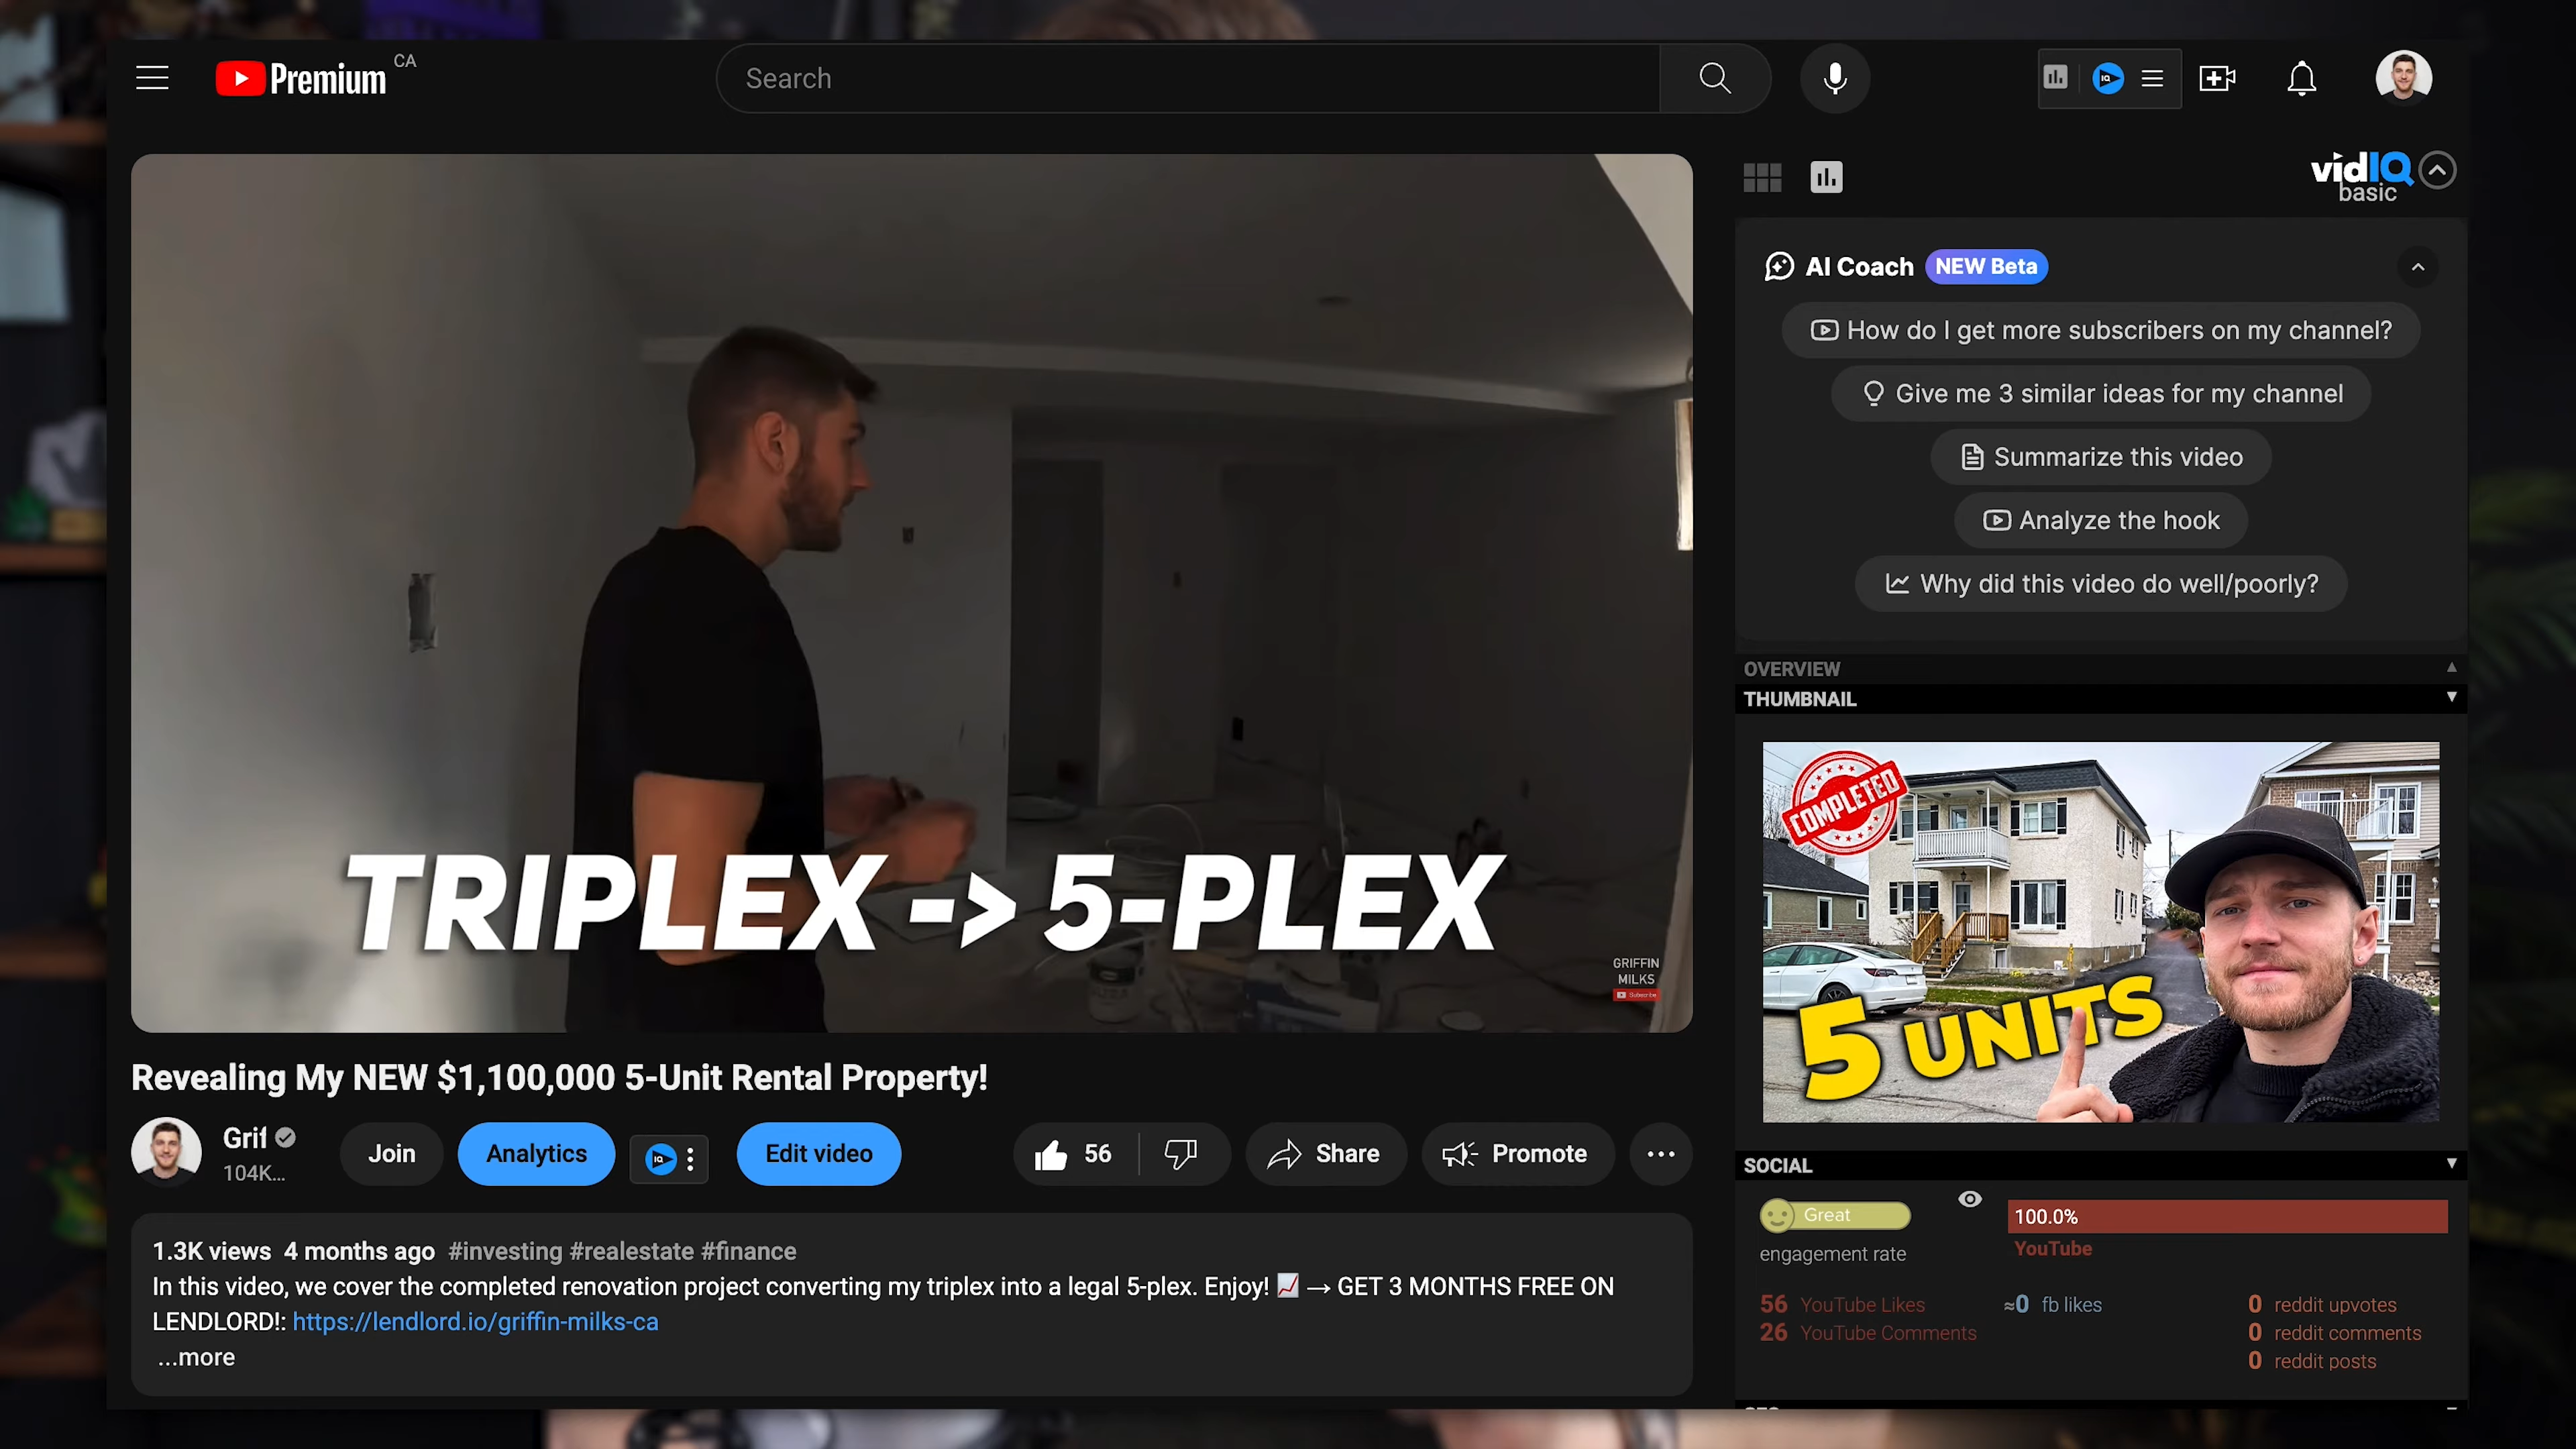 Premium CA
Search
IQ
vidIQ
basic
AI Coach NEW Beta
How do I get more subscribers on my channel?
Give me 3 similar ideas for my channel
Summarize this video
Analyze the hook
Why did this video do well/poorly?
OVERVIEW
THUMBNAIL
COMPLETED
5 UNITS
TRIPLEX -> 5-PLEX
GRIFFIN
MILKS
Subscribe
Revealing My NEW $1,100,000 5-Unit Rental Property!
Grif
104K...
Join
Analytics
IQ
Edit video
56
Share
Promote
1.3K views 4 months ago #investing #realestate #finance
In this video, we cover the completed renovation project converting my triplex into a legal 5-plex. Enjoy! 📈 → GET 3 MONTHS FREE ON
LENDLORD!: https://lendlord.io/griffin-milks-ca
...more
SOCIAL
Great
engagement rate
100.0%
YouTube
56 YouTube Likes
26 YouTube Comments
≈0 fb likes
0 reddit upvotes
0 reddit comments
0 reddit posts